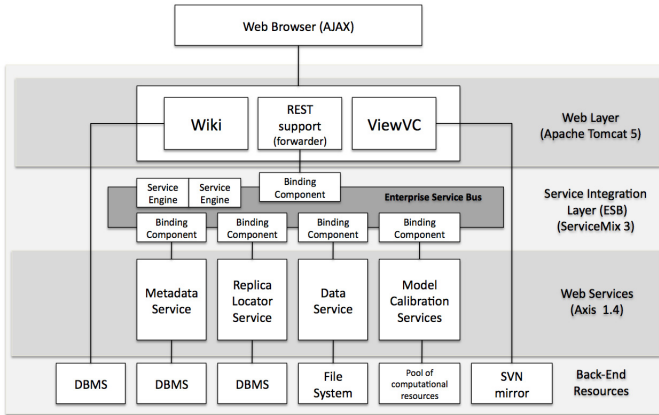 Web Browser (AJAX)
Wiki
REST
support
(forwarder)
ViewVC
Web Layer
(Apache Tomcat 5)
Service
Engine
Service
Engine
Binding
Component
Enterprise Service Bus
Service Integration
Layer (ESB)
(ServiceMix 3)
Binding
Component
Binding
Component
Binding
Component
Binding
Component
Metadata
Service
Replica
Locator
Service
Data
Service
Model
Calibration
Services
Web Services
(Axis 1.4)
DBMS
DBMS
DBMS
File
System
Pool of
computational
resources
SVN
mirror
Back-End
Resources